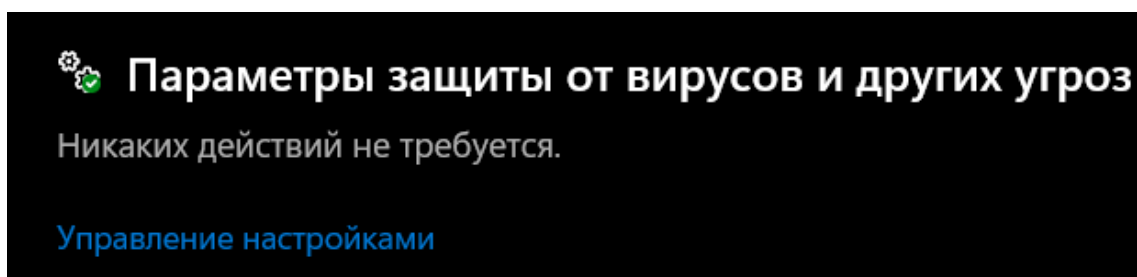 Параметры защиты от вирусов и других угроз
Никаких действий не требуется.
Управление настройками